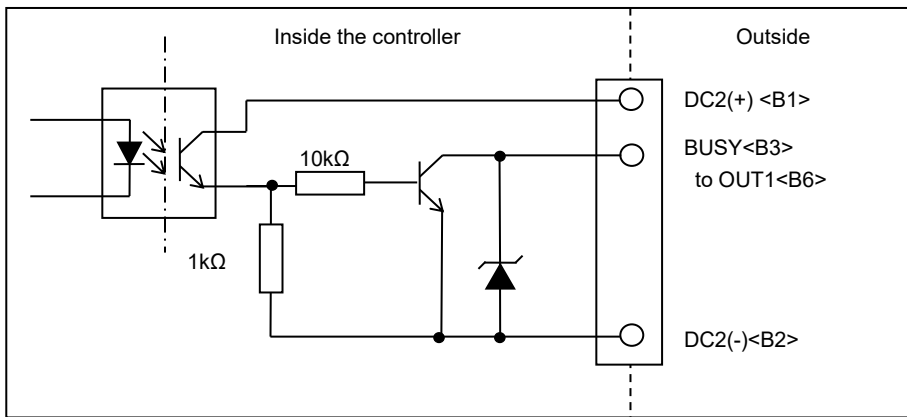 Inside the controller
Outside
DC2(+) <B1>
BUSY<B3>
to OUT1<B6>
10kΩ
1kΩ
DC2(-)<B2>